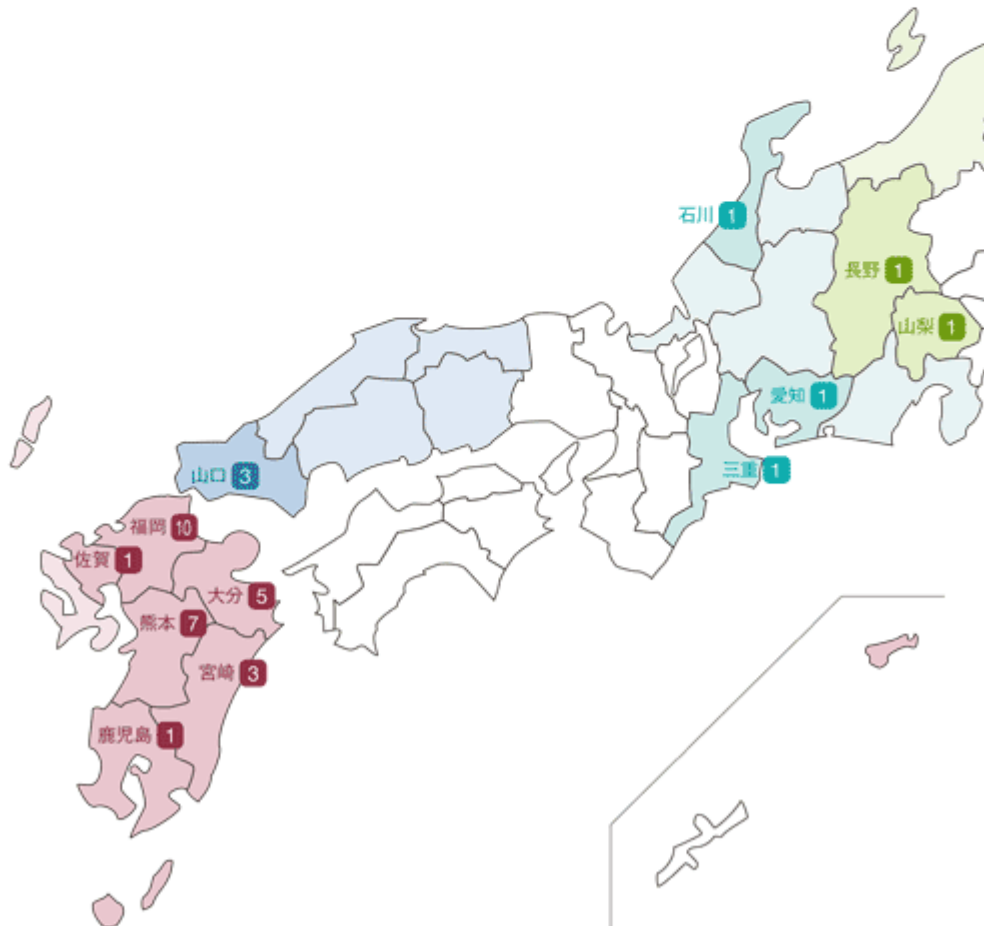 石川 1
長野 1
山梨 1
愛知 1
三重 1
山口 3
福岡 10
佐賀 1
大分 5
熊本 7
宮崎 3
鹿児島 1